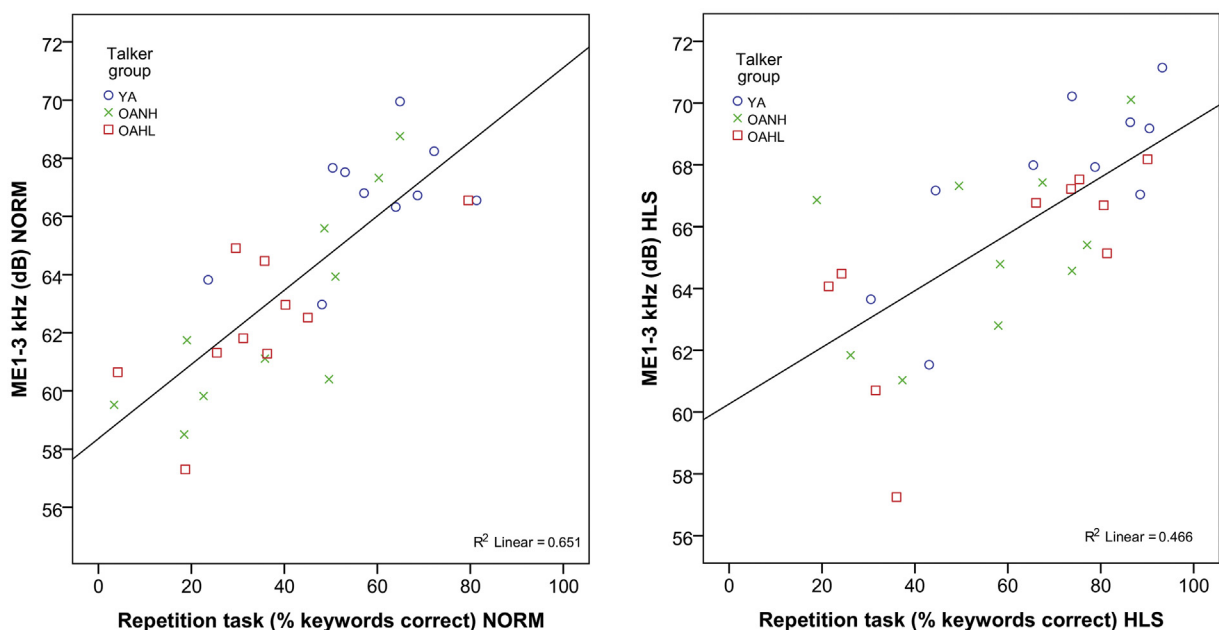 72
70
68
66
64
62
60
58
56
ME1-3 kHz (dB) NORM
Talker
group
YA
OANH
OAHL
R² Linear = 0.651
0 20 40 60 80 100
Repetition task (% keywords correct) NORM
72
70
68
66
64
62
60
58
56
ME1-3 kHz (dB) HLS
Talker
group
YA
OANH
OAHL
R² Linear = 0.466
0 20 40 60 80 100
Repetition task (% keywords correct) HLS